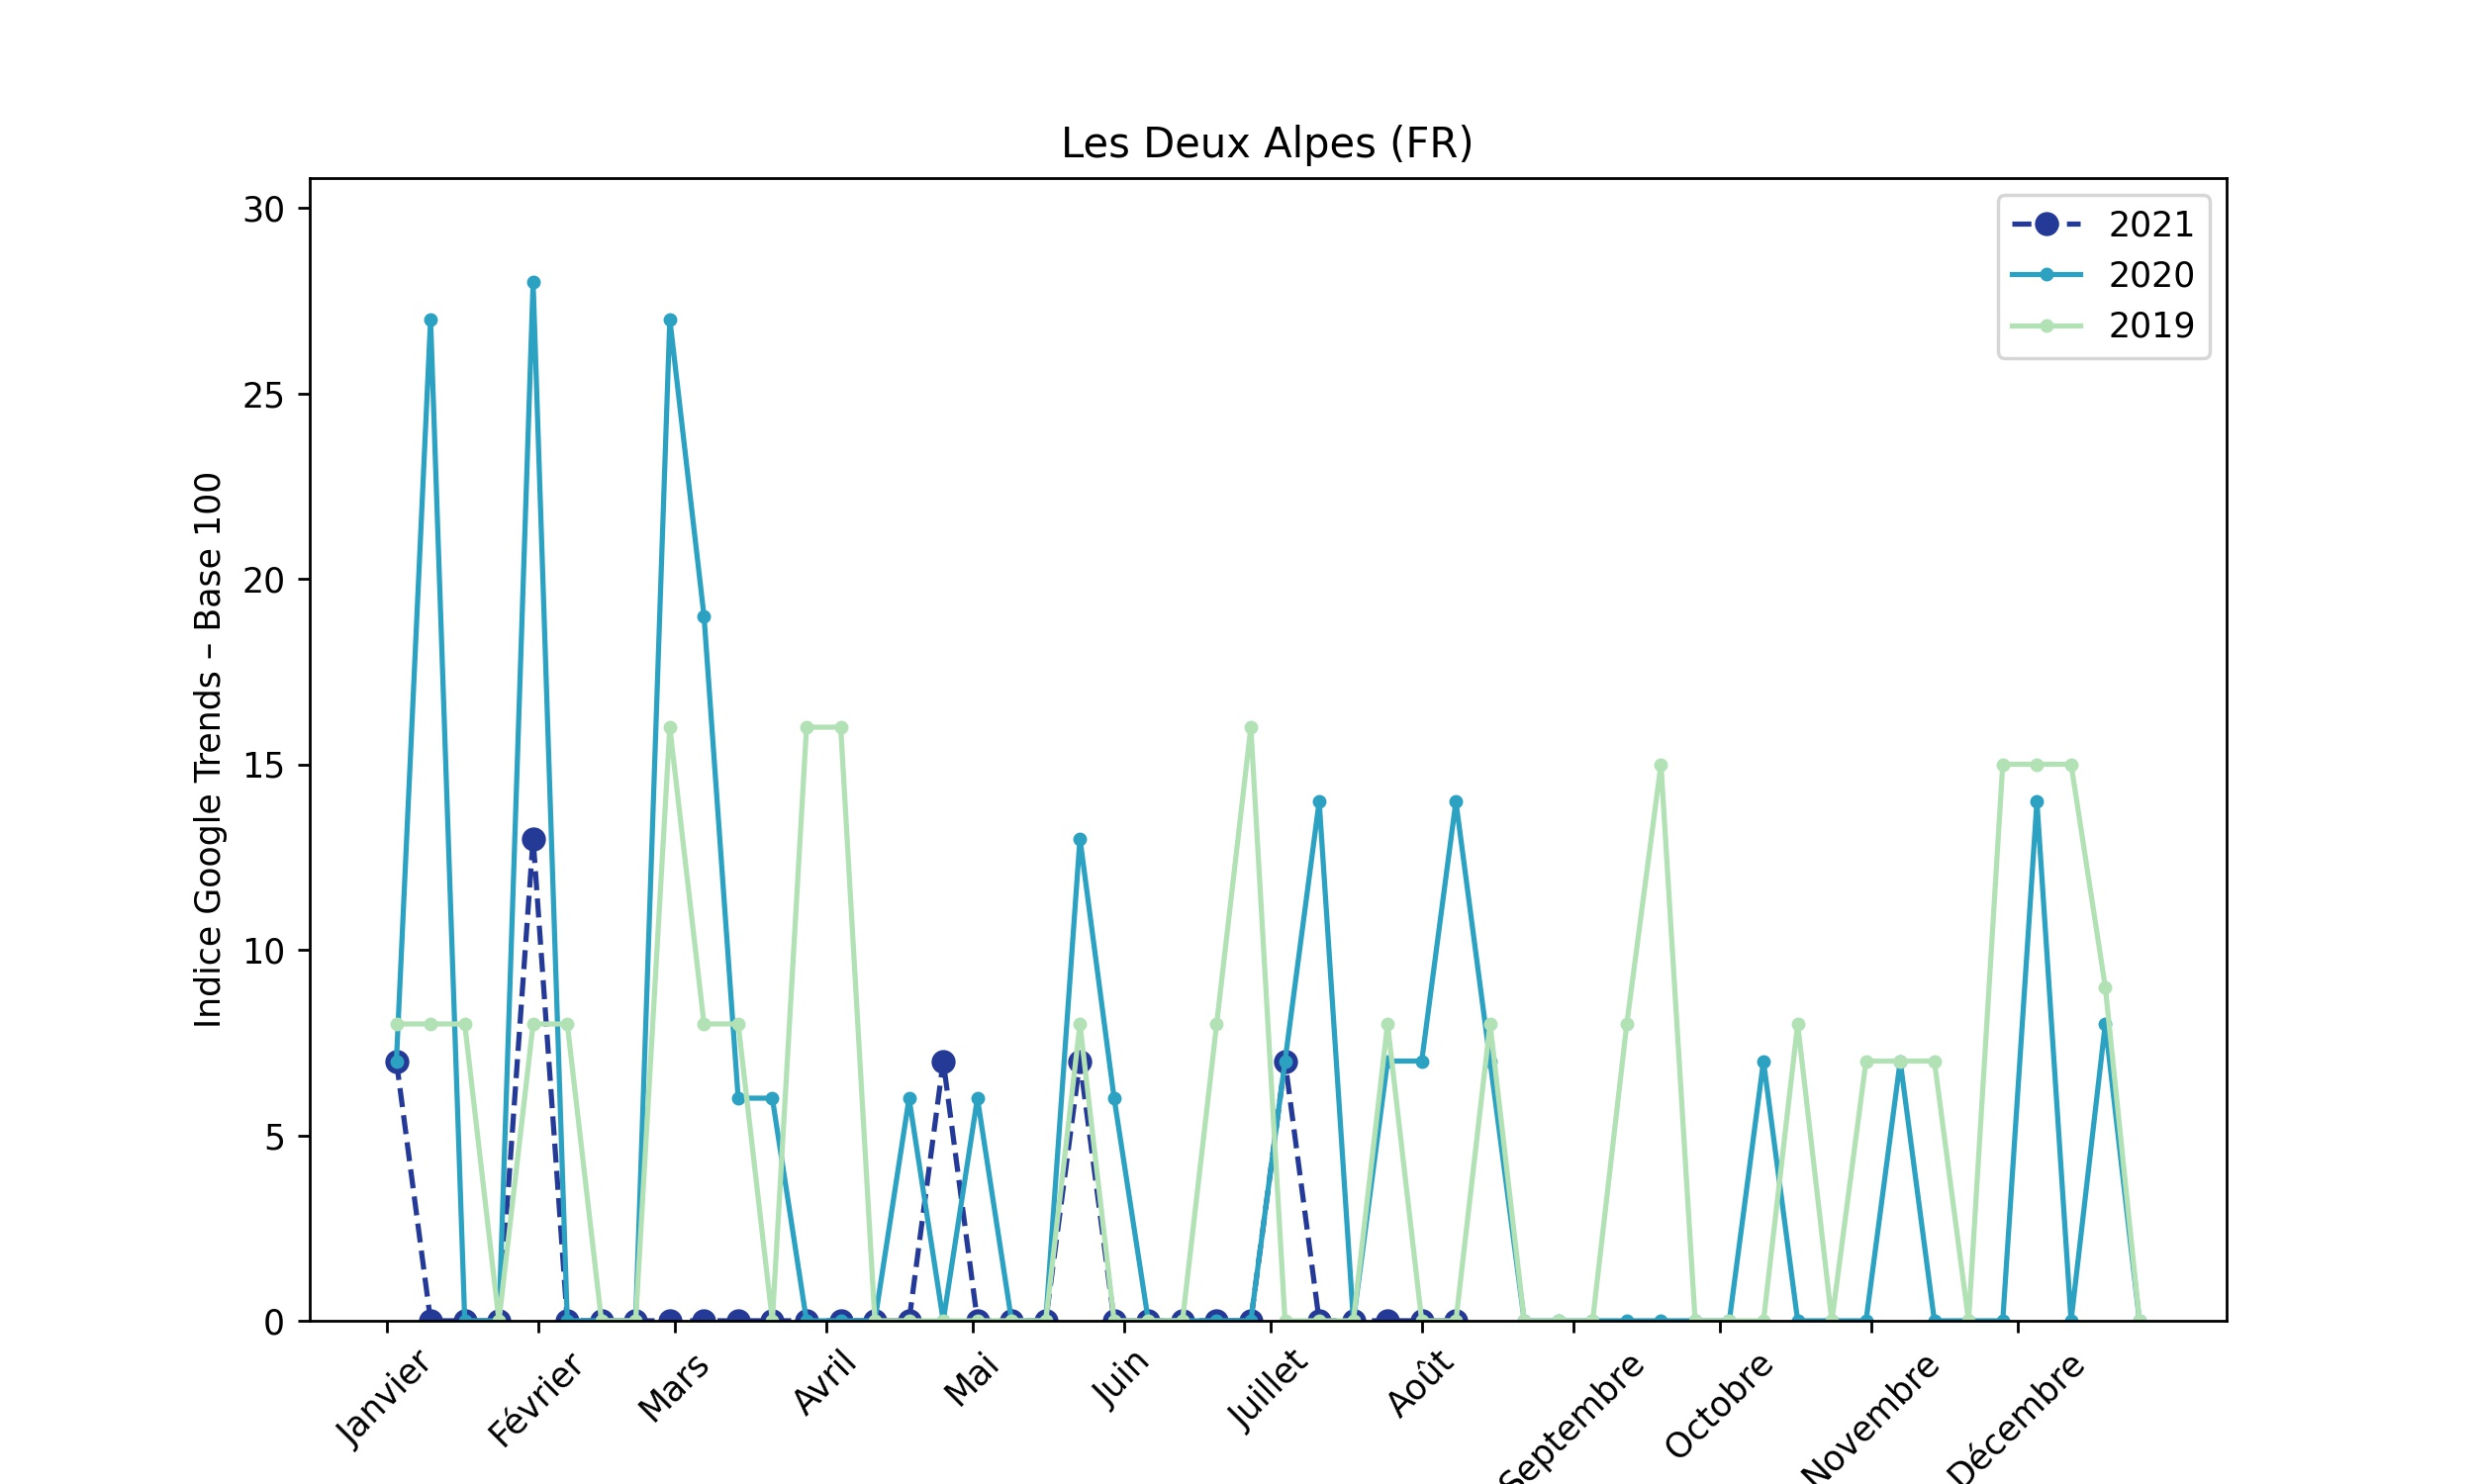 Les Deux Alpes (FR)
Indice Google Trends – Base 100
30
25
20
15
10
5
0
2021
2020
2019
Janvier
Février
Mars
Avril
Mai
Juin
Juillet
Août
Septembre
Octobre
Novembre
Décembre